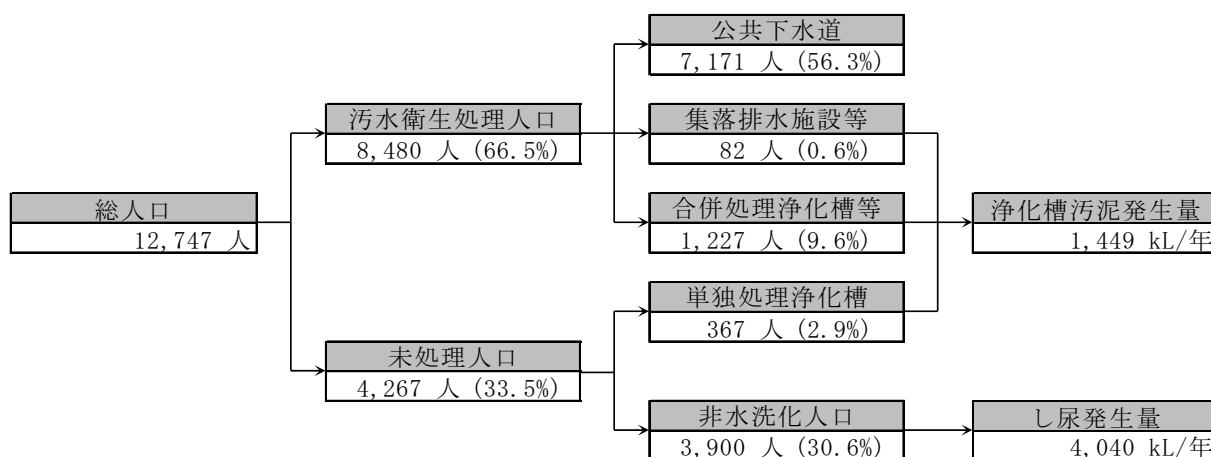 総人口
12,747 人
汚水衛生処理人口
8,480 人 (66.5%)
未処理人口
4,267 人 (33.5%)
公共下水道
7,171 人 (56.3%)
集落排水施設等
82 人 (0.6%)
合併処理浄化槽等
1,227 人 (9.6%)
単独処理浄化槽
367 人 (2.9%)
非水洗化人口
3,900 人 (30.6%)
浄化槽汚泥発生量
1,449 kL/年
し尿発生量
4,040 kL/年